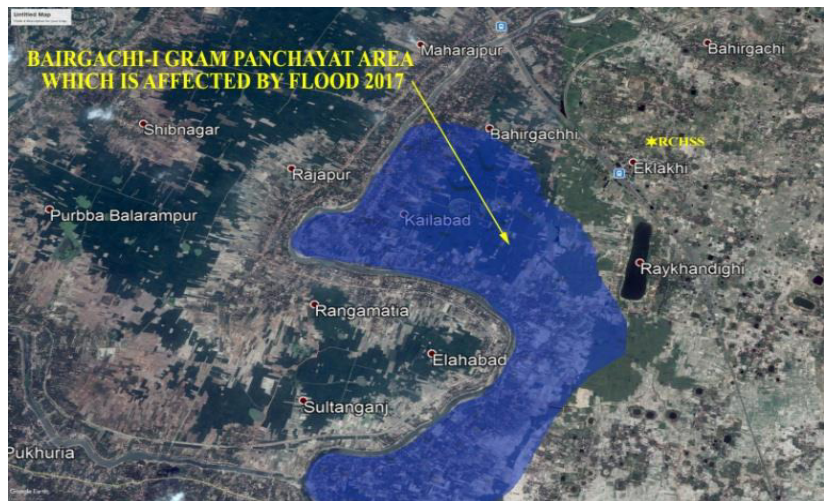 Untitled Map
Maharajpur
Bahirgachi
BAIRGACHI-I GRAM PANCHAYAT AREA
WHICH IS AFFECTED BY FLOOD 2017
Shibnagar
Bahirgachhi
★RCHSS
Eklakhi
Rajapur
Purbba Balarampur
Kailabad
Raykhandighi
Rangamatia
Elahabad
Sultanganj
Pukhuria
Google Earth